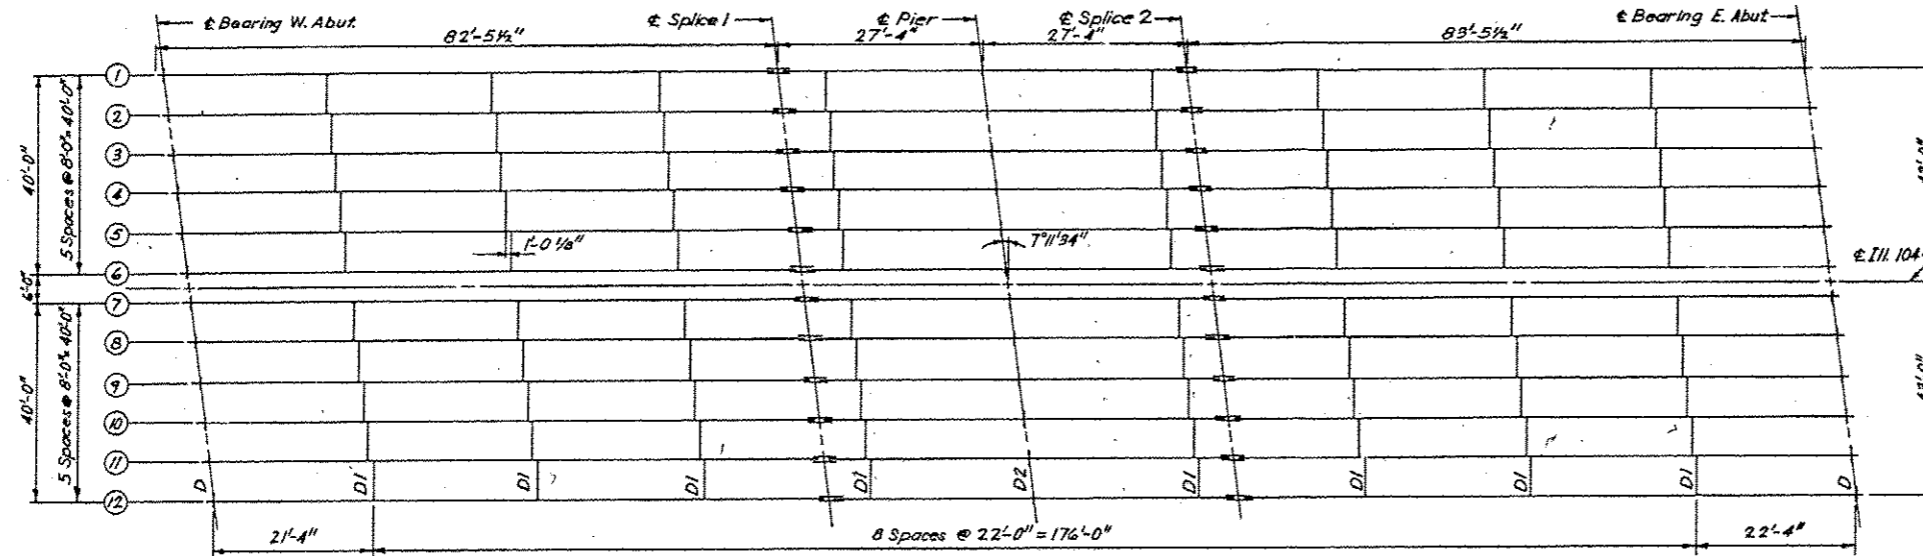 ℄ Bearing W. Abut.
℄ Splice 1
℄ Pier
℄ Splice 2
℄ Bearing E. Abut.
82'-5½"
27'-4"
27'-4"
83'-5½"
1
2
3
4
5
6
7
8
9
10
11
12
40'-0"
5 Spaces @ 8'-0" = 40'-0"
6'-0"
40'-0"
5 Spaces @ 8'-0" = 40'-0"
1'-0 1/8"
7°11'34"
℄ Ill. 104
D
D1
D1
D1
D1
D2
D1
D1
D1
D1
D
21'-4"
8 Spaces @ 22'-0" = 176'-0"
22'-4"